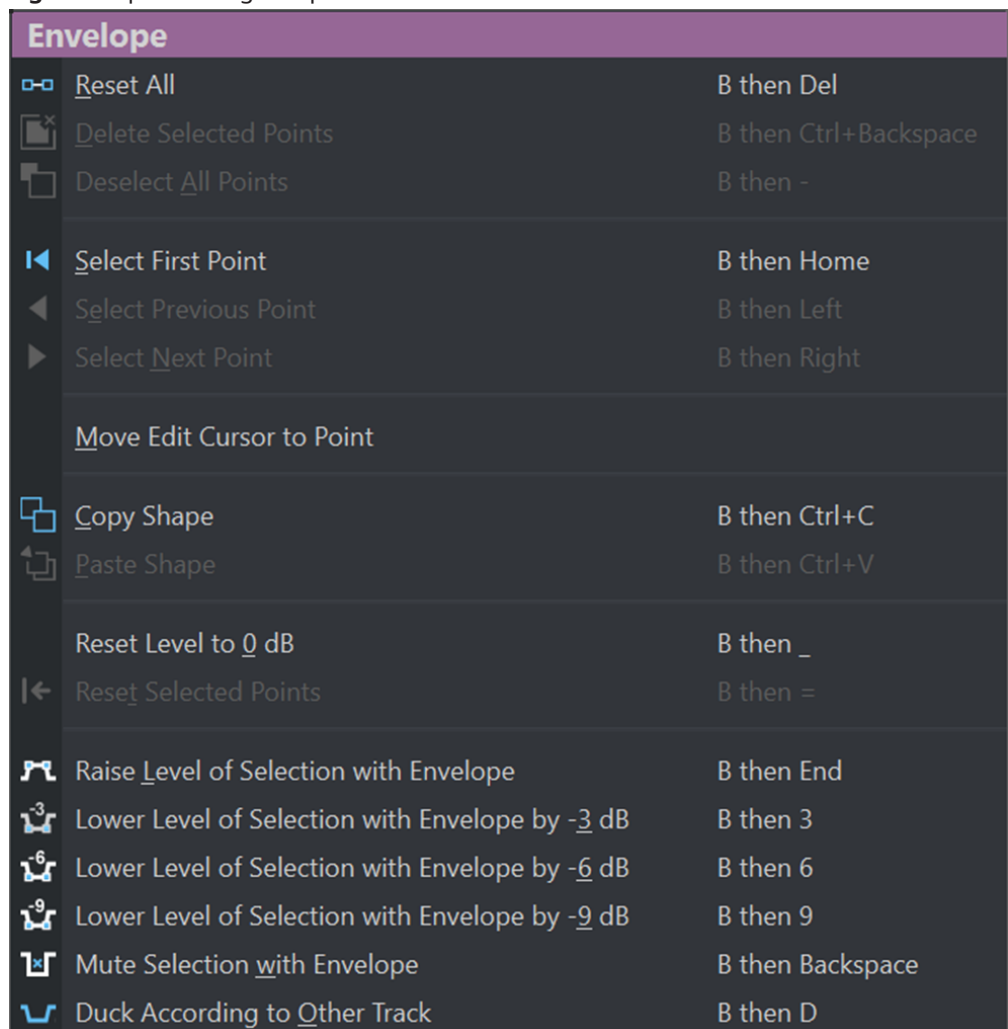 Envelope
Reset All B then Del
Delete Selected Points B then Ctrl+Backspace
Deselect All Points B then -
Select First Point B then Home
Select Previous Point B then Left
Select Next Point B then Right
Move Edit Cursor to Point
Copy Shape B then Ctrl+C
Paste Shape B then Ctrl+V
Reset Level to 0 dB B then _
Reset Selected Points B then =
Raise Level of Selection with Envelope B then End
-3 Lower Level of Selection with Envelope by -3 dB B then 3
-6 Lower Level of Selection with Envelope by -6 dB B then 6
-9 Lower Level of Selection with Envelope by -9 dB B then 9
Mute Selection with Envelope B then Backspace
Duck According to Other Track B then D